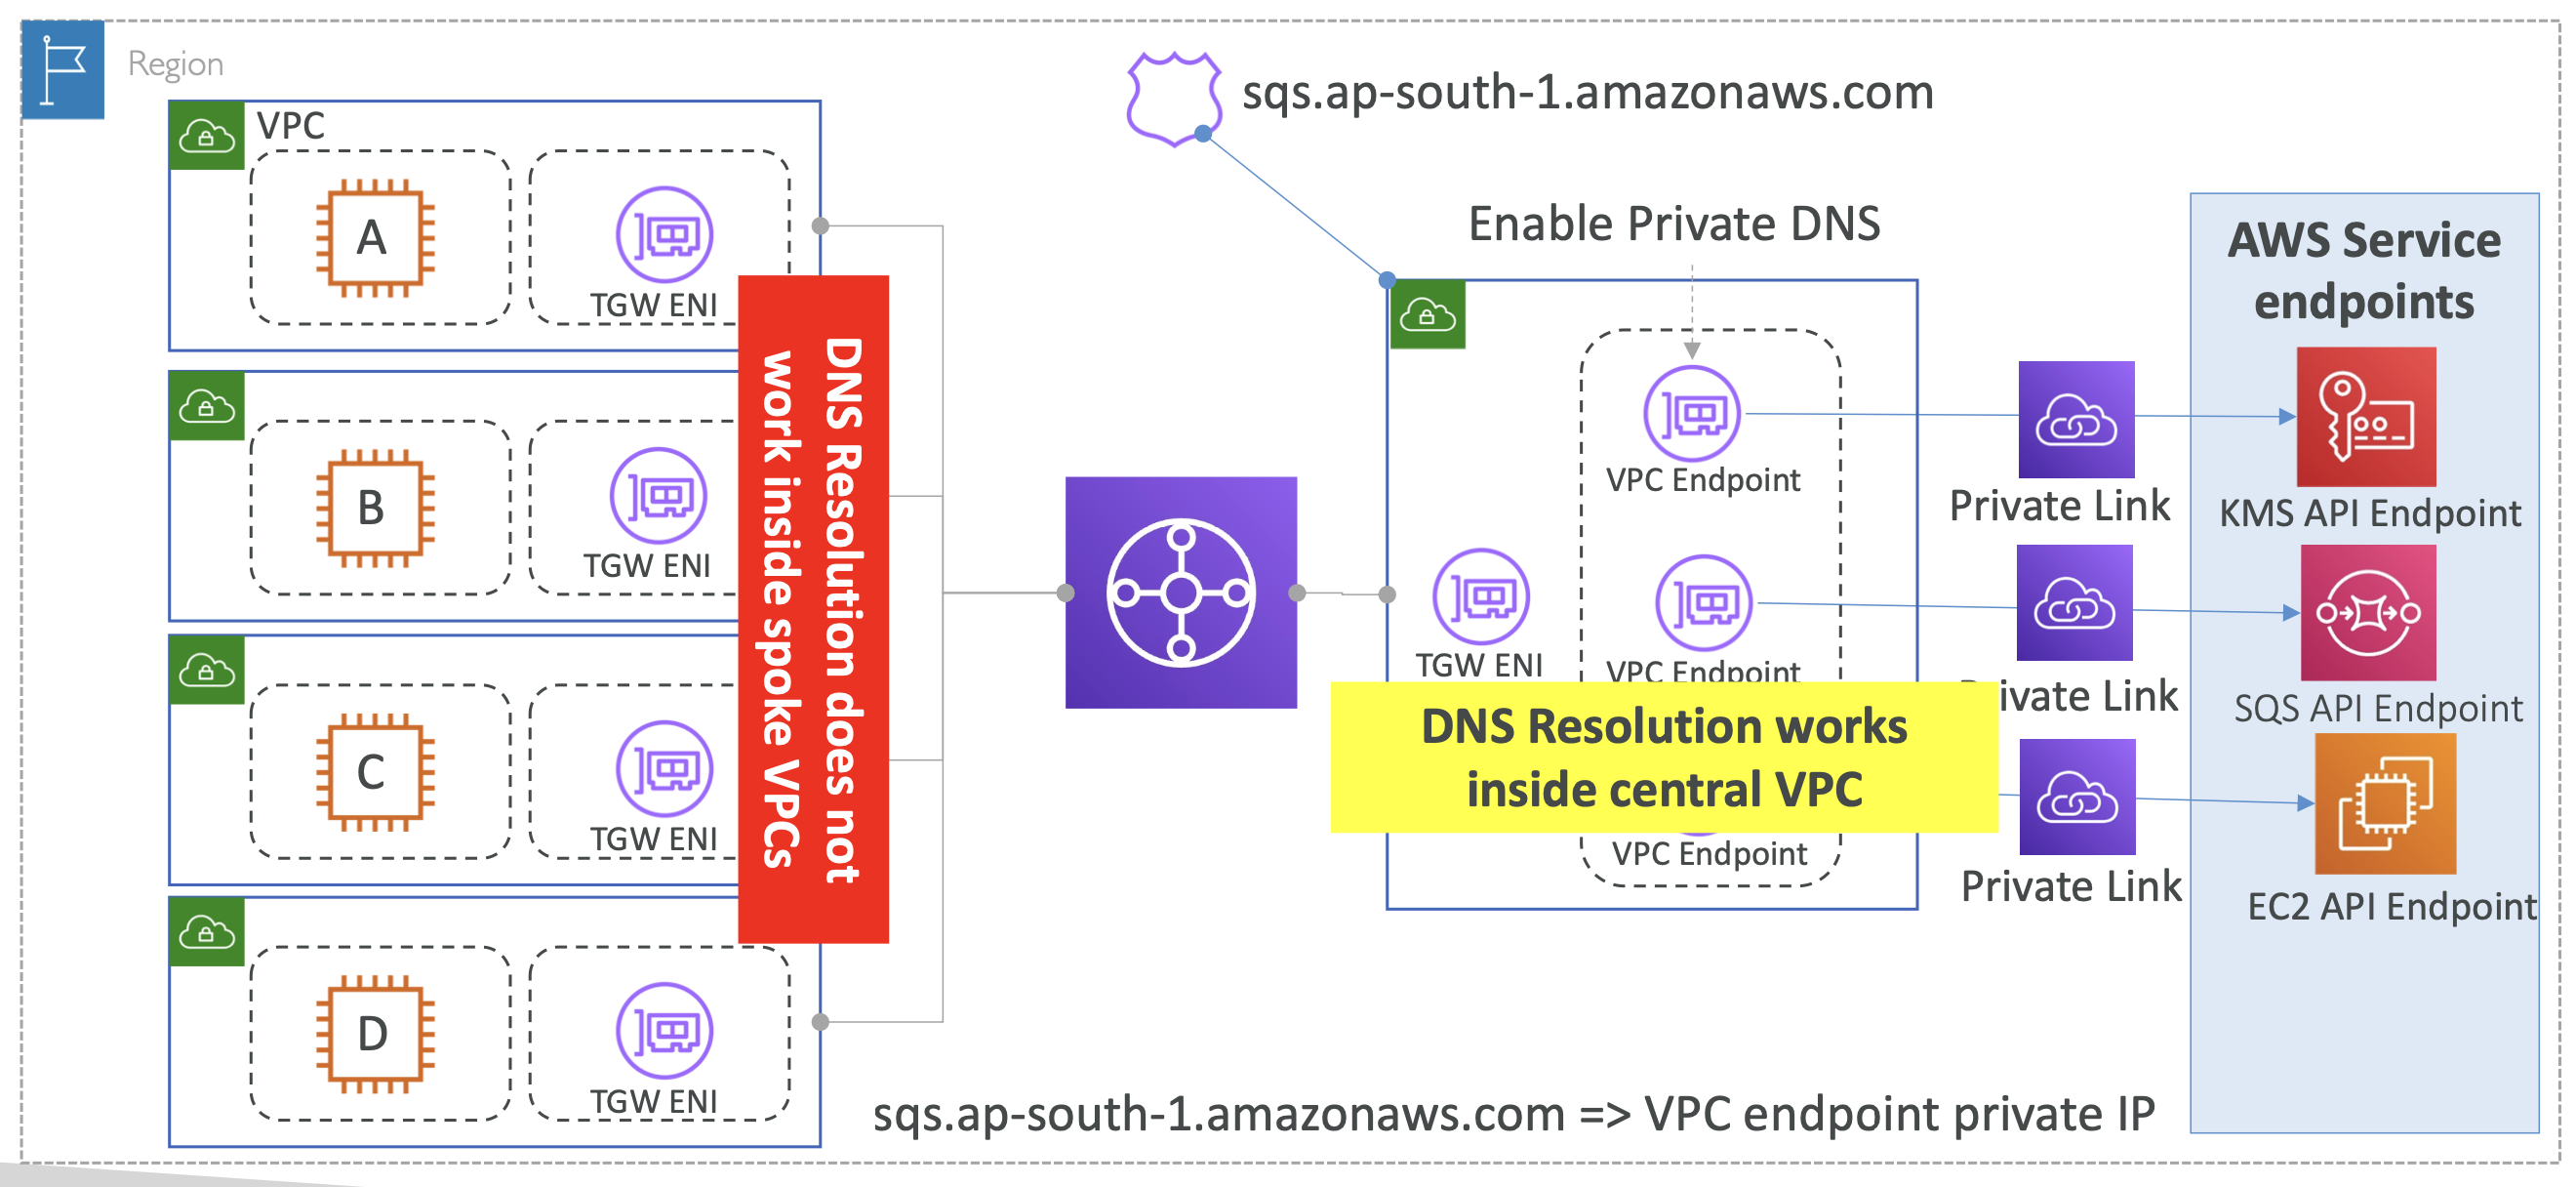 Region
VPC
A
TGW ENI
B
TGW ENI
C
TGW ENI
D
TGW ENI
DNS Resolution does not
work inside spoke VPCs
sqs.ap-south-1.amazonaws.com
Enable Private DNS
VPC Endpoint
TGW ENI
VPC Endpoint
DNS Resolution works
inside central VPC
VPC Endpoint
Private Link
Private Link
Private Link
AWS Service
endpoints
KMS API Endpoint
SQS API Endpoint
EC2 API Endpoint
sqs.ap-south-1.amazonaws.com => VPC endpoint private IP